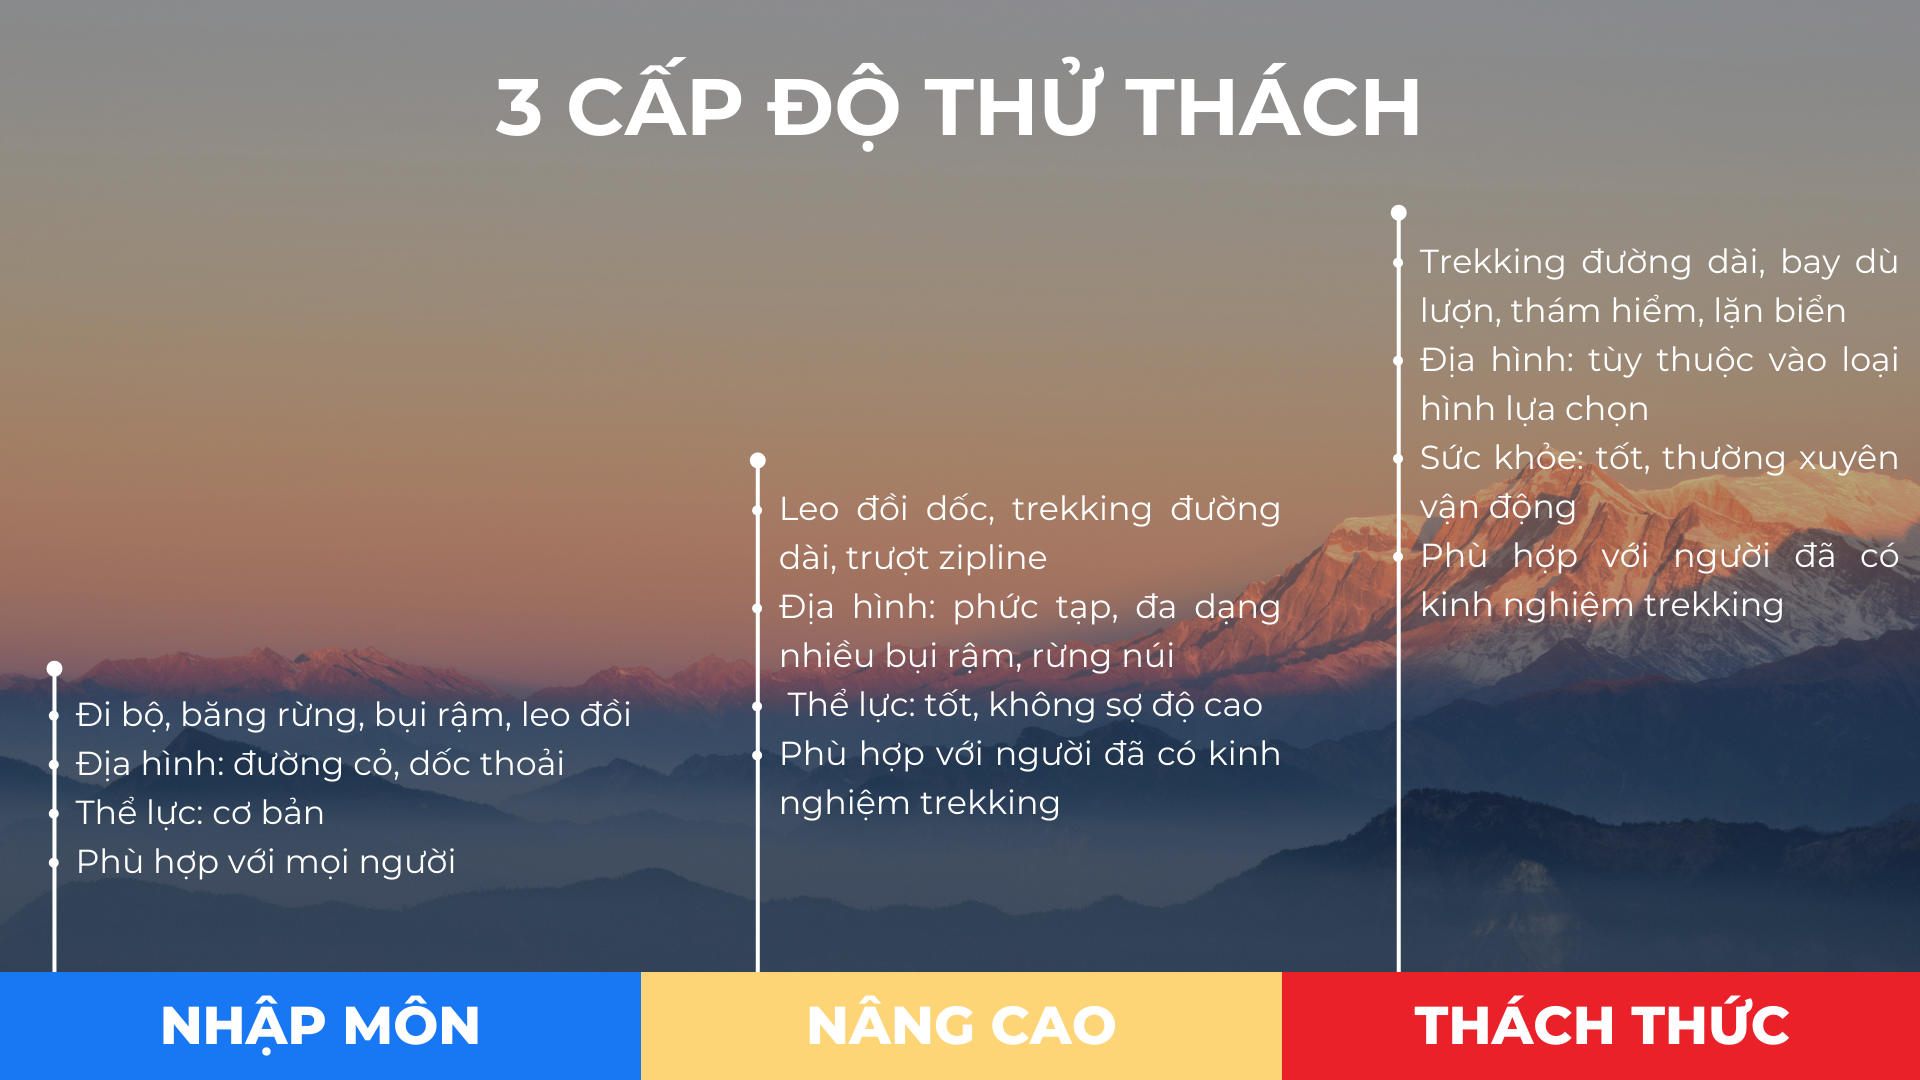 3 CẤP ĐỘ THỬ THÁCH
Đi bộ, băng rừng, bụi rậm, leo đồi
Địa hình: đường cỏ, dốc thoải
Thể lực: cơ bản
Phù hợp với mọi người
NHẬP MÔN
Leo đồi dốc, trekking đường
dài, trượt zipline
Địa hình: phức tạp, đa dạng
nhiều bụi rậm, rừng núi
Thể lực: tốt, không sợ độ cao
Phù hợp với người đã có kinh
nghiệm trekking
NÂNG CAO
Trekking đường dài, bay dù
lượn, thám hiểm, lặn biển
Địa hình: tùy thuộc vào loại
hình lựa chọn
Sức khỏe: tốt, thường xuyên
vận động
Phù hợp với người đã có
kinh nghiệm trekking
THÁCH THỨC